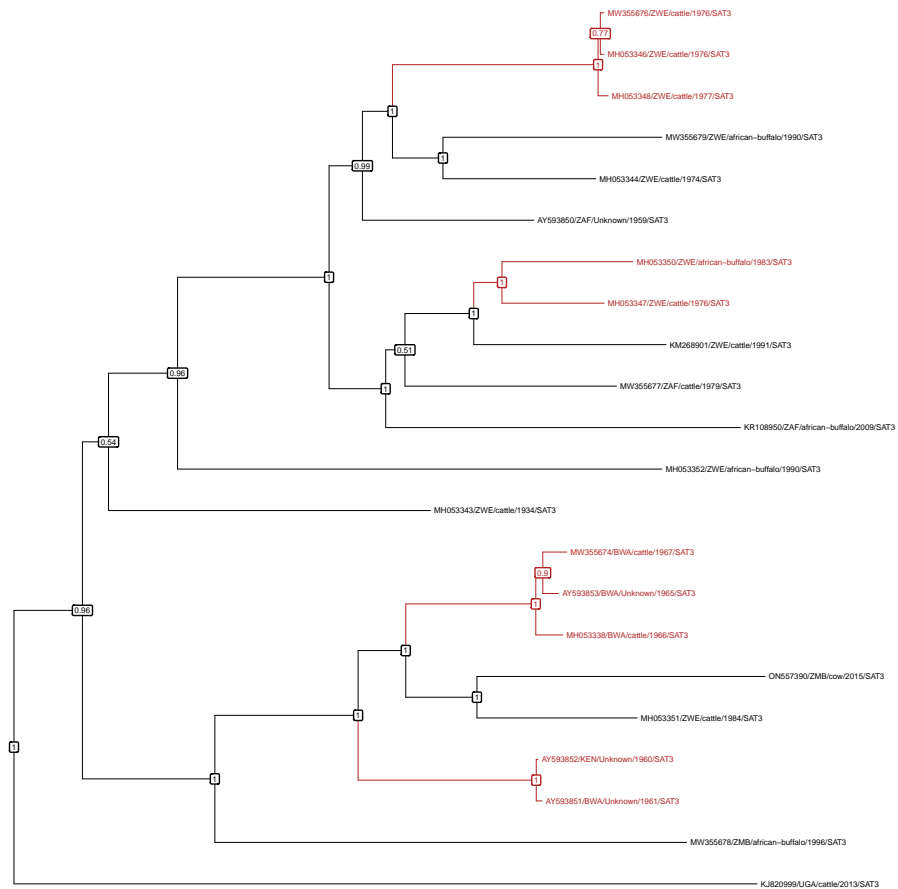 MW355676/ZWE/cattle/1976/SAT3
0.77
MH053346/ZWE/cattle/1976/SAT3
1
MH053348/ZWE/cattle/1977/SAT3
1
MW355679/ZWE/african−buffalo/1990/SAT3
1
0.99
MH053344/ZWE/cattle/1974/SAT3
AY593850/ZAF/Unknown/1959/SAT3
MH053350/ZWE/african−buffalo/1983/SAT3
1
1
MH053347/ZWE/cattle/1976/SAT3
1
KM268901/ZWE/cattle/1991/SAT3
0.51
0.96
MW355677/ZAF/cattle/1979/SAT3
1
KR108950/ZAF/african−buffalo/2009/SAT3
0.54
MH053352/ZWE/african−buffalo/1990/SAT3
MH053343/ZWE/cattle/1934/SAT3
MW355674/BWA/cattle/1967/SAT3
0.9
AY593853/BWA/Unknown/1965/SAT3
1
0.96
MH053338/BWA/cattle/1966/SAT3
1
ON557390/ZMB/cow/2015/SAT3
1
1
MH053351/ZWE/cattle/1984/SAT3
1
AY593852/KEN/Unknown/1960/SAT3
1
1
AY593851/BWA/Unknown/1961/SAT3
MW355678/ZMB/african−buffalo/1996/SAT3
KJ820999/UGA/cattle/2013/SAT3